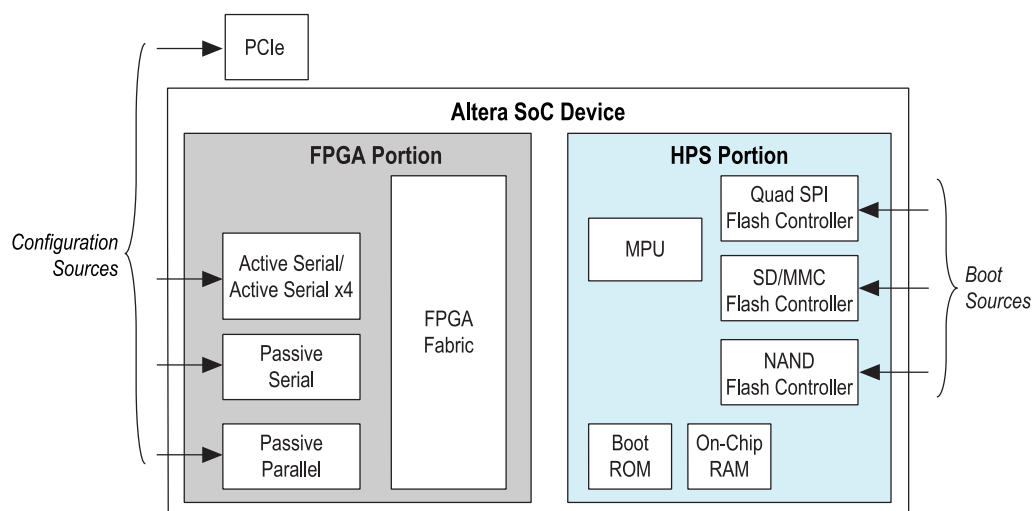 PCIe
Altera SoC Device
FPGA Portion
HPS Portion
Configuration
Sources
Active Serial/
Active Serial x4
Passive
Serial
Passive
Parallel
FPGA
Fabric
MPU
Quad SPI
Flash Controller
SD/MMC
Flash Controller
NAND
Flash Controller
Boot
ROM
On-Chip
RAM
Boot
Sources